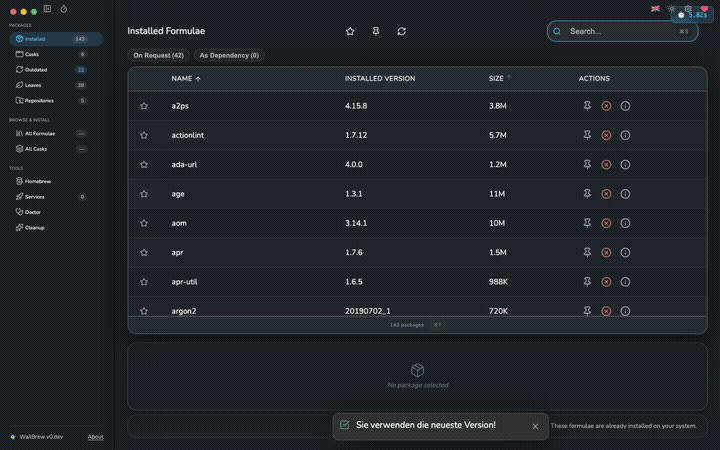 5.82s
PACKAGES
Installed 143
Casks 6
Outdated 22
Leaves 38
Repositories 5
BROWSE & INSTALL
All Formulae —
All Casks —
TOOLS
Homebrew
Services 0
Doctor
Cleanup
WailBrew v0.dev About
Installed Formulae
Search... ⌘S
On Request (42) As Dependency (0)
NAME ↑ INSTALLED VERSION SIZE ↑ ACTIONS
a2ps 4.15.8 3.8M
actionlint 1.7.12 5.7M
ada-url 4.0.0 1.2M
age 1.3.1 11M
aom 3.14.1 10M
apr 1.7.6 1.5M
apr-util 1.6.5 988K
argon2 20190702_1 720K
143 packages
No package selected
Sie verwenden die neueste Version!
These formulae are already installed on your system.